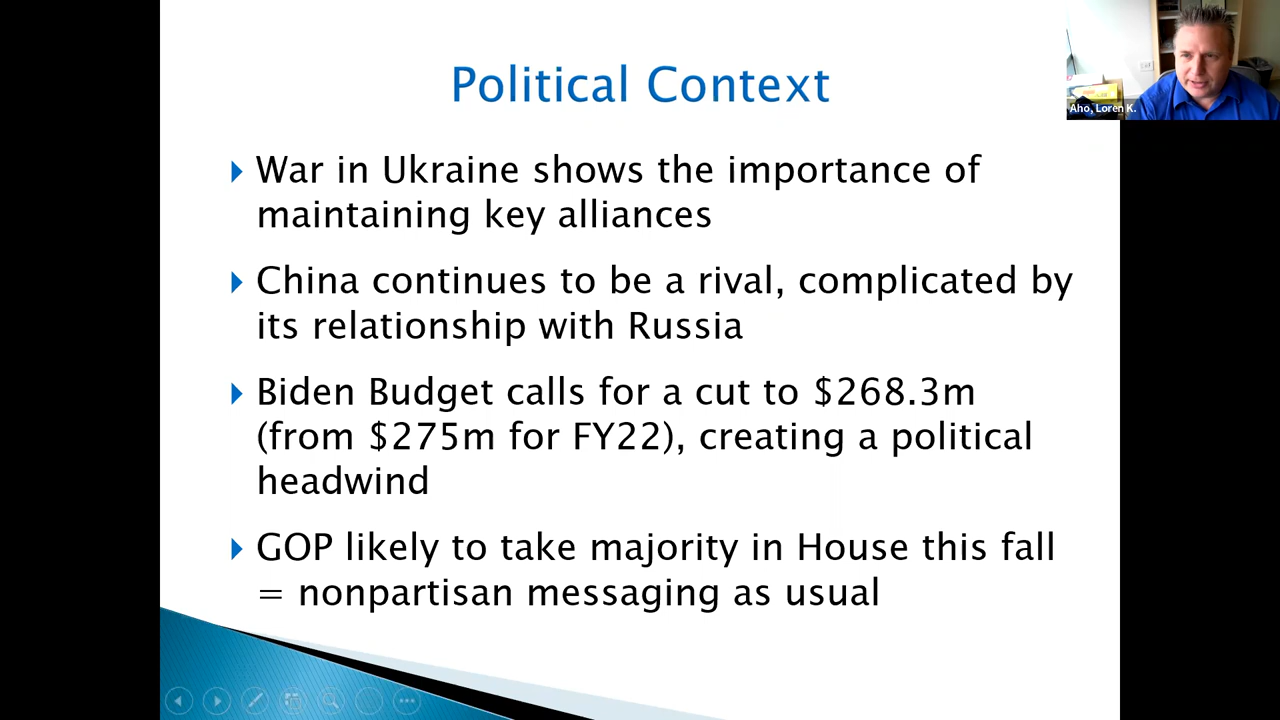 Political Context
Aho, Loren K.
War in Ukraine shows the importance of
maintaining key alliances
China continues to be a rival, complicated by
its relationship with Russia
Biden Budget calls for a cut to $268.3m
(from $275m for FY22), creating a political
headwind
GOP likely to take majority in House this fall
= nonpartisan messaging as usual